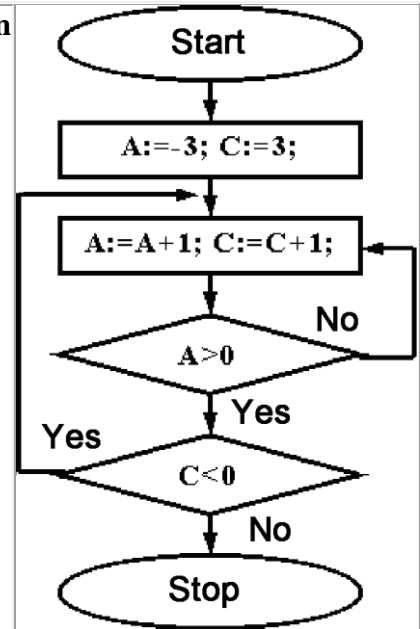 n
Start
A:=-3; C:=3;
A:=A+1; C:=C+1;
No
A>0
Yes
Yes
C<0
No
Stop